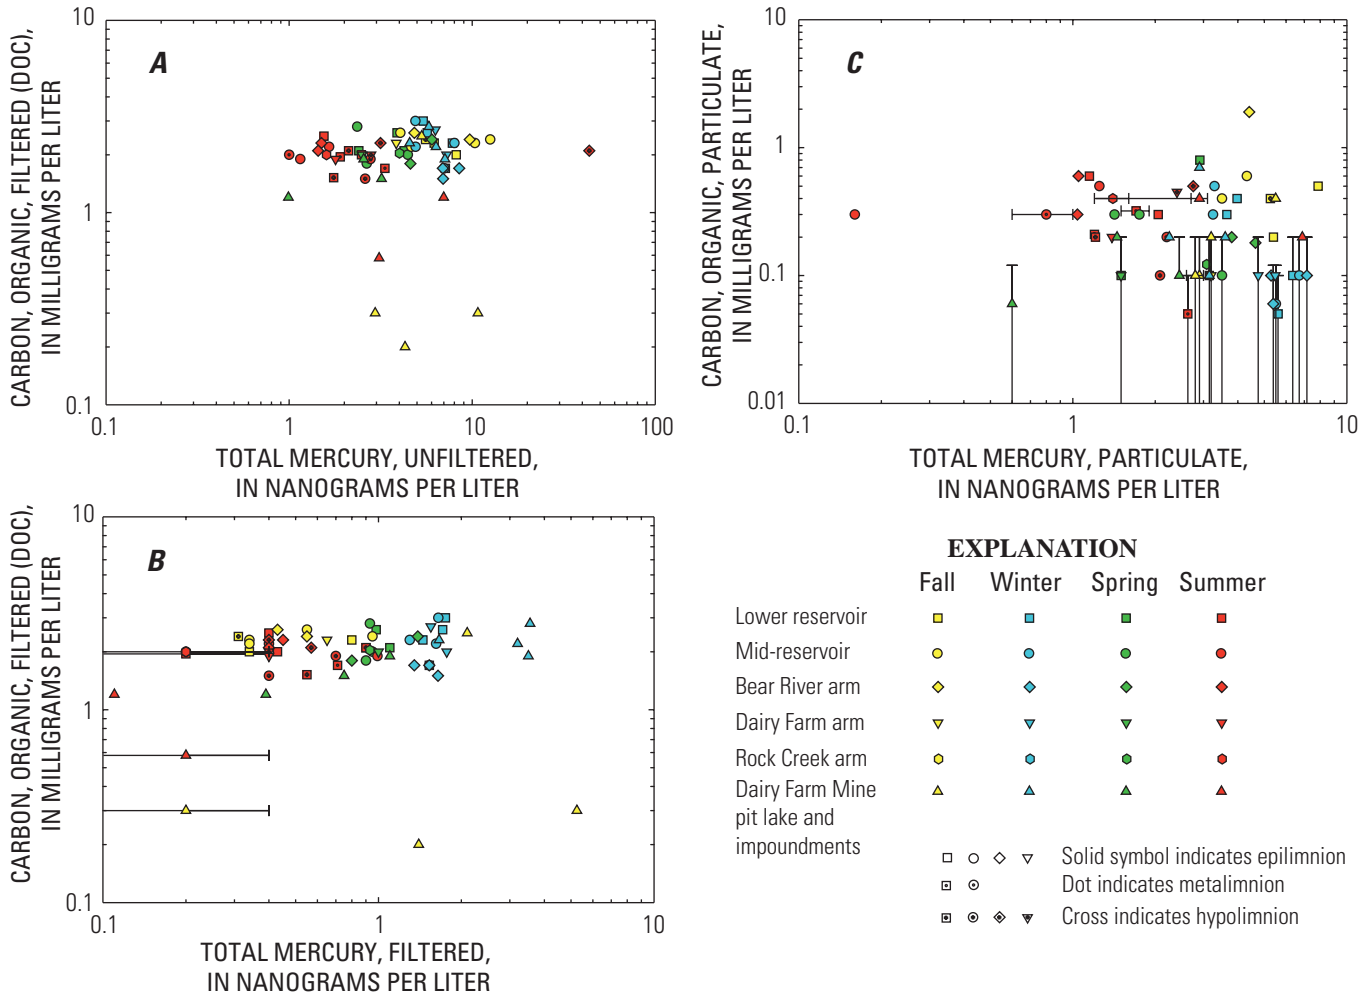 10
1
0.1
0.1
1
10
100
A
CARBON, ORGANIC, FILTERED (DOC),
IN MILLIGRAMS PER LITER
TOTAL MERCURY, UNFILTERED,
IN NANOGRAMS PER LITER
10
1
0.1
0.01
0.1
1
10
C
CARBON, ORGANIC, PARTICULATE,
IN MILLIGRAMS PER LITER
TOTAL MERCURY, PARTICULATE,
IN NANOGRAMS PER LITER
10
1
0.1
0.1
1
10
B
CARBON, ORGANIC, FILTERED (DOC),
IN MILLIGRAMS PER LITER
TOTAL MERCURY, FILTERED,
IN NANOGRAMS PER LITER
EXPLANATION
Fall Winter Spring Summer
Lower reservoir
Mid-reservoir
Bear River arm
Dairy Farm arm
Rock Creek arm
Dairy Farm Mine
pit lake and
impoundments
Solid symbol indicates epilimnion
Dot indicates metalimnion
Cross indicates hypolimnion